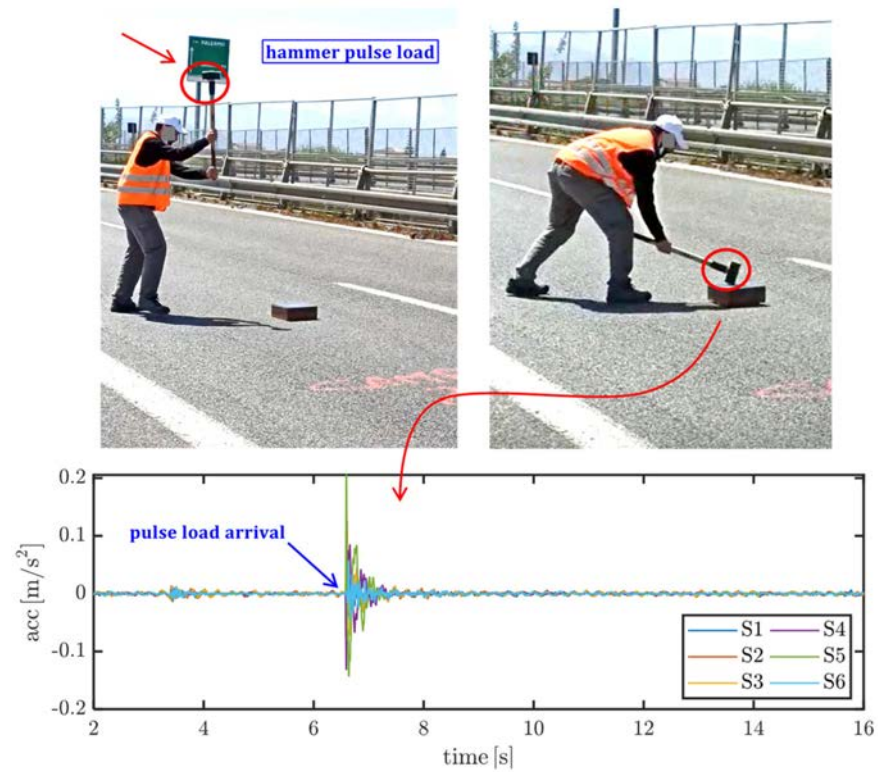 PALERMO
hammer pulse load
pulse load arrival
acc [m/s²]
0.2
0.1
0
-0.1
-0.2
2 4 6 8 10 12 14 16
time [s]
S1 S4
S2 S5
S3 S6